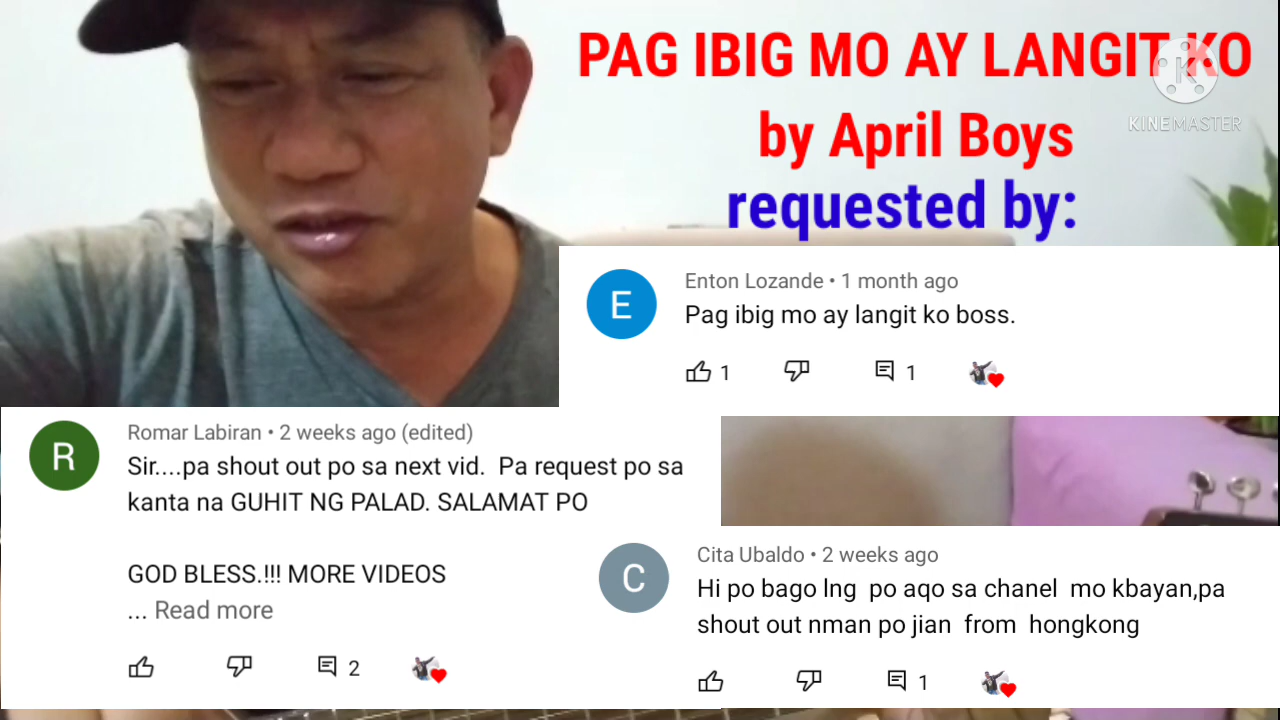 PAG IBIG MO AY LANGIT KO
by April Boys
requested by:
K
KINEMASTER
E
Enton Lozande • 1 month ago
Pag ibig mo ay langit ko boss.
1
1
R
Romar Labiran • 2 weeks ago (edited)
Sir....pa shout out po sa next vid.  Pa request po sa
kanta na GUHIT NG PALAD. SALAMAT PO
GOD BLESS.!!! MORE VIDEOS
... Read more
2
C
Cita Ubaldo • 2 weeks ago
Hi po bago lng  po aqo sa chanel  mo kbayan,pa
shout out nman po jian  from  hongkong
1